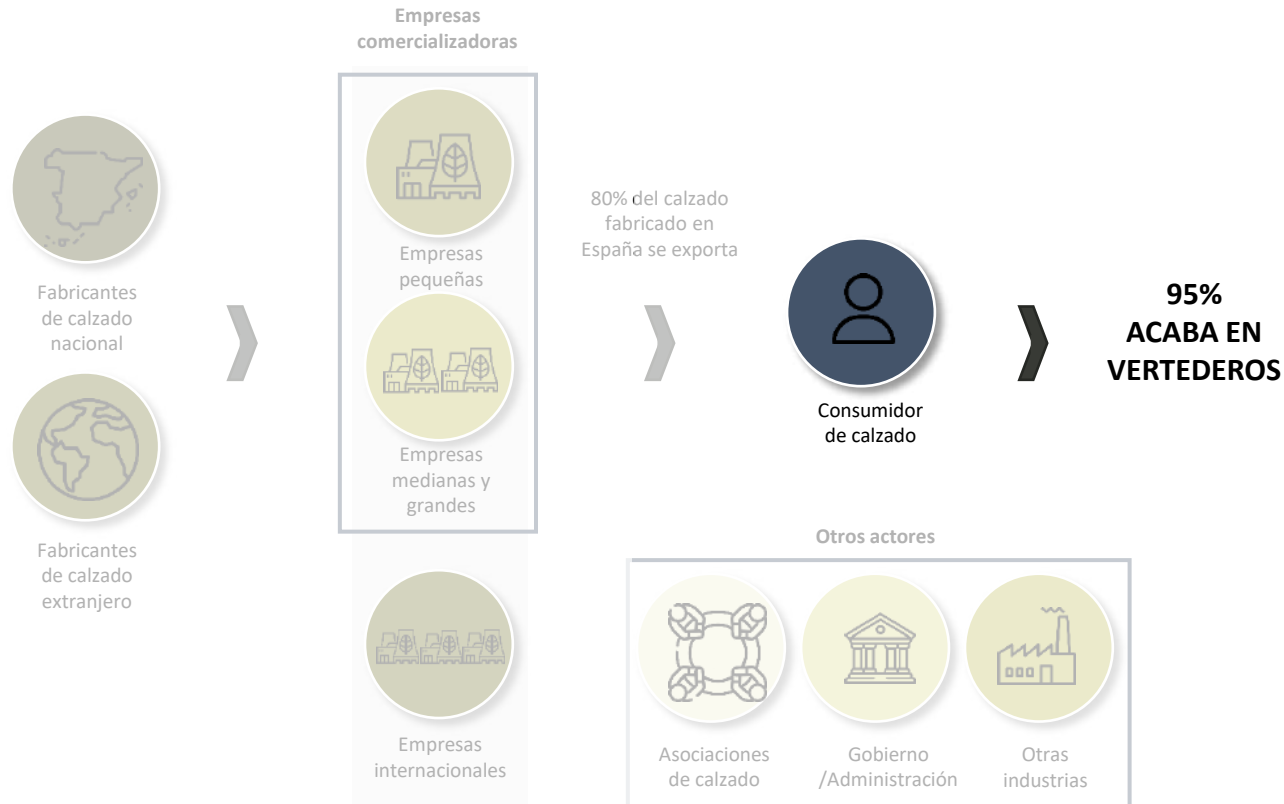 Empresas
comercializadoras
Fabricantes
de calzado
nacional
Fabricantes
de calzado
extranjero
Empresas
pequeñas
Empresas
medianas y
grandes
Empresas
internacionales
80% del calzado
fabricado en
España se exporta
Consumidor
de calzado
95%
ACABA EN
VERTEDEROS
Otros actores
Asociaciones
de calzado
Gobierno
/Administración
Otras
industrias